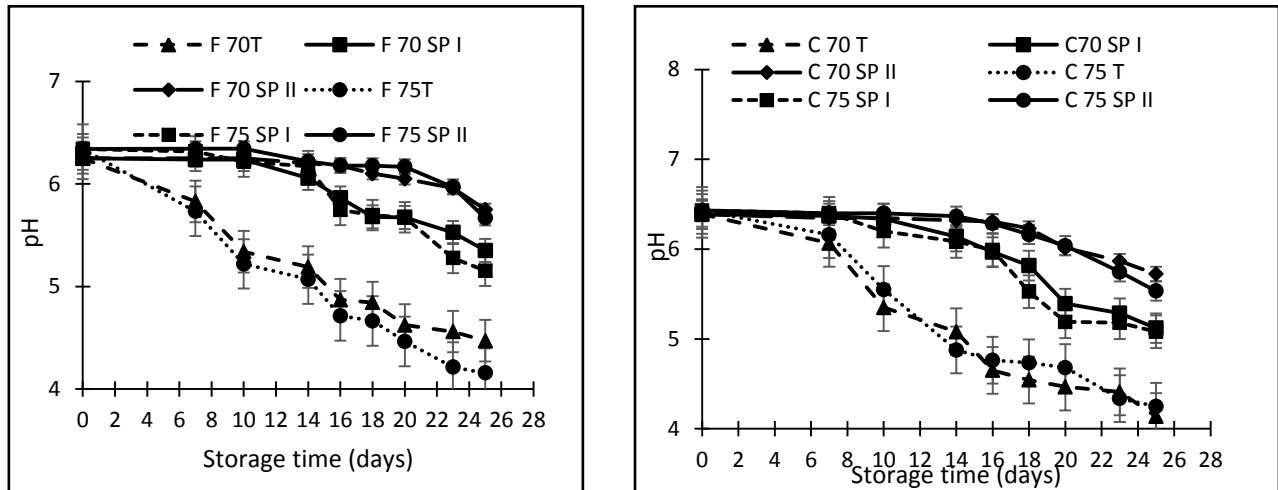 F 70T F 70 SP I
F 70 SP II F 75T
F 75 SP I F 75 SP II
7
6
5
4
pH
0 2 4 6 8 10 12 14 16 18 20 22 24 26 28
Storage time (days)
C 70 T C70 SP I
C 70 SP II C 75 T
C 75 SP I C 75 SP II
8
7
6
5
4
pH
0 2 4 6 8 10 12 14 16 18 20 22 24 26 28
Storage time (days)